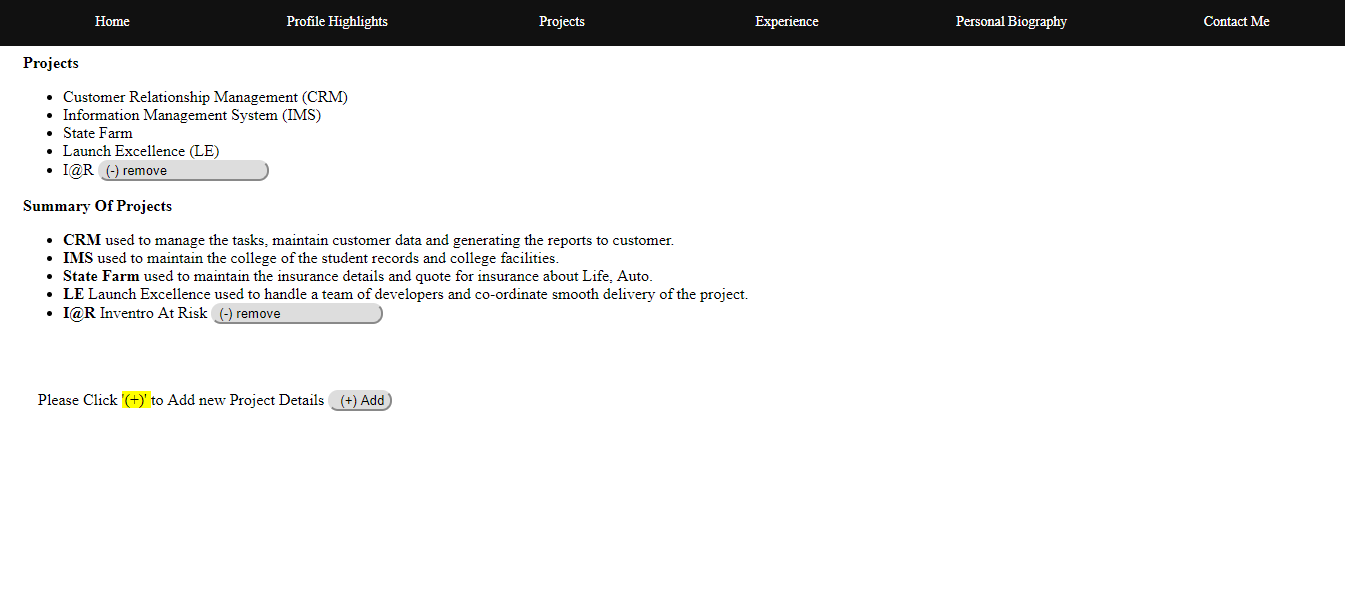 Home Profile Highlights Projects Experience Personal Biography Contact Me
Projects
Customer Relationship Management (CRM)
Information Management System (IMS)
State Farm
Launch Excellence (LE)
I@R (-) remove
Summary Of Projects
CRM used to manage the tasks, maintain customer data and generating the reports to customer.
IMS used to maintain the college of the student records and college facilities.
State Farm used to maintain the insurance details and quote for insurance about Life, Auto.
LE Launch Excellence used to handle a team of developers and co-ordinate smooth delivery of the project.
I@R Inventro At Risk (-) remove
Please Click '(+)' to Add new Project Details (+) Add